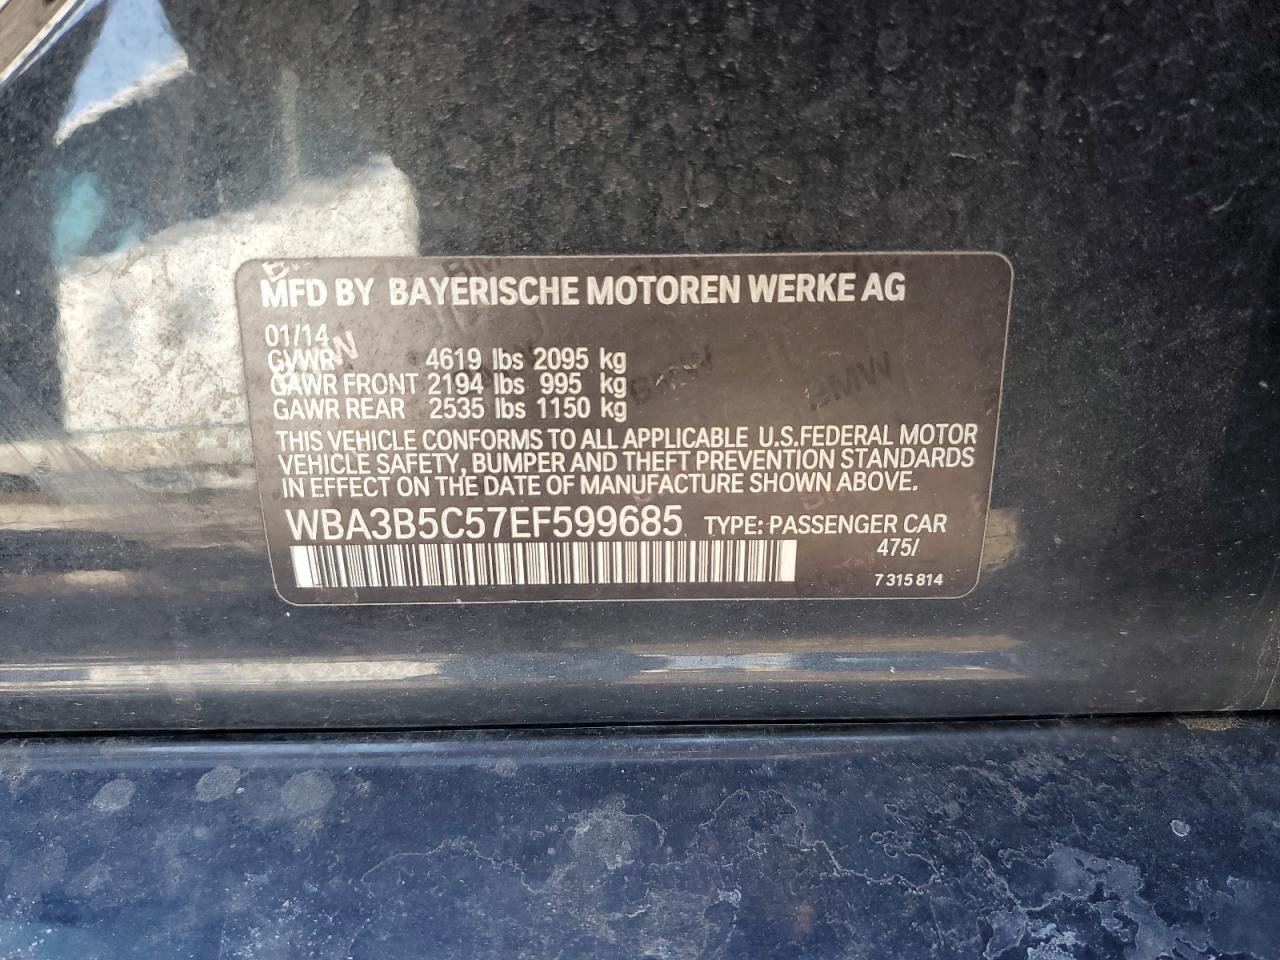 MFD BY BAYERISCHE MOTOREN WERKE AG
01/14
GVWR 4619 lbs 2095 kg
GAWR FRONT 2194 lbs 995 kg
GAWR REAR 2535 lbs 1150 kg
THIS VEHICLE CONFORMS TO ALL APPLICABLE U.S.FEDERAL MOTOR
VEHICLE SAFETY, BUMPER AND THEFT PREVENTION STANDARDS
IN EFFECT ON THE DATE OF MANUFACTURE SHOWN ABOVE.
WBA3B5C57EF599685 TYPE: PASSENGER CAR
475/
7 315 814
BMW
BMW